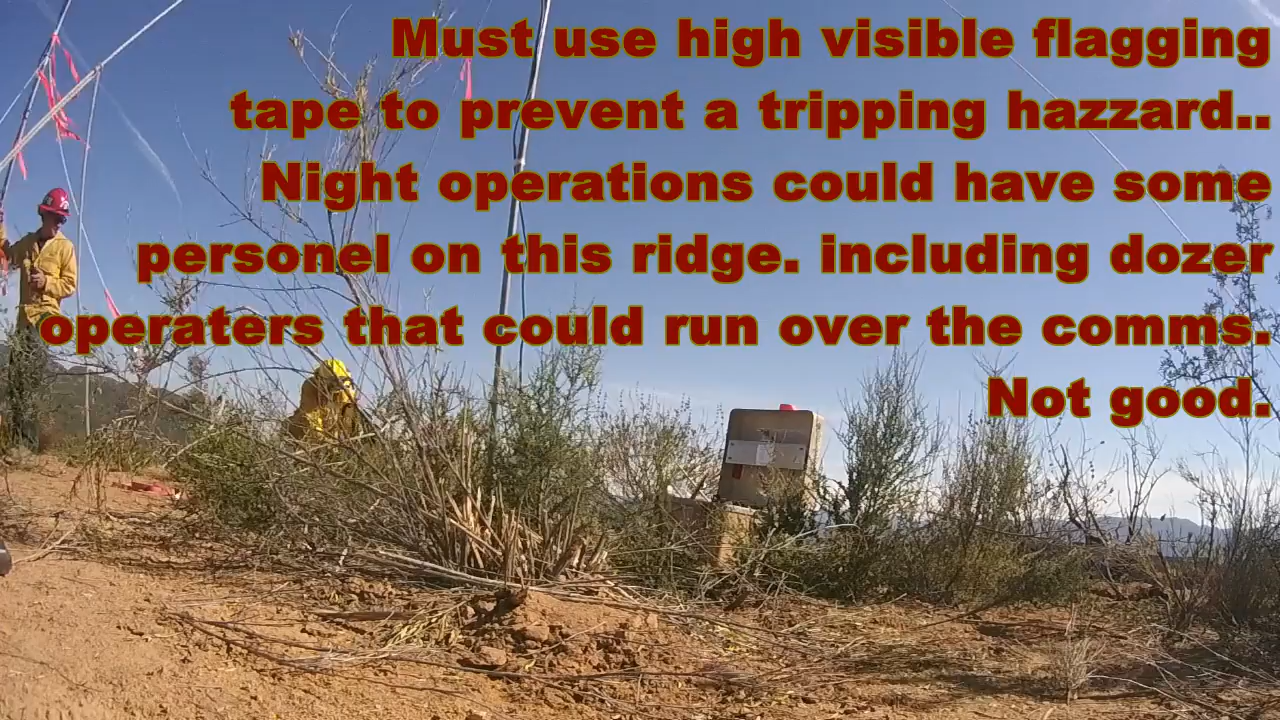 Must use high visible flagging
tape to prevent a tripping hazzard..
Night operations could have some
personel on this ridge. including dozer
operaters that could run over the comms.
Not good.